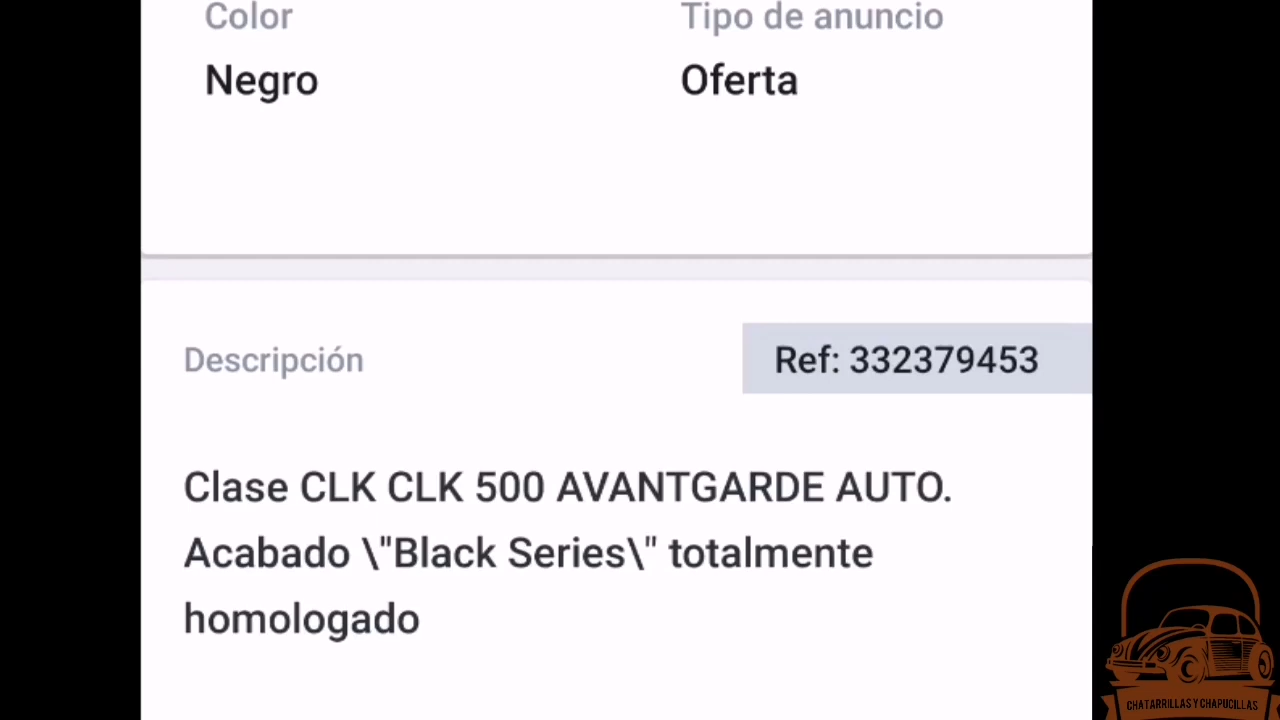 Color
Tipo de anuncio
Negro
Oferta
Descripción
Ref: 332379453
Clase CLK CLK 500 AVANTGARDE AUTO.
Acabado \"Black Series\" totalmente
homologado
CHATARRILLAS Y CHAPUCILLAS